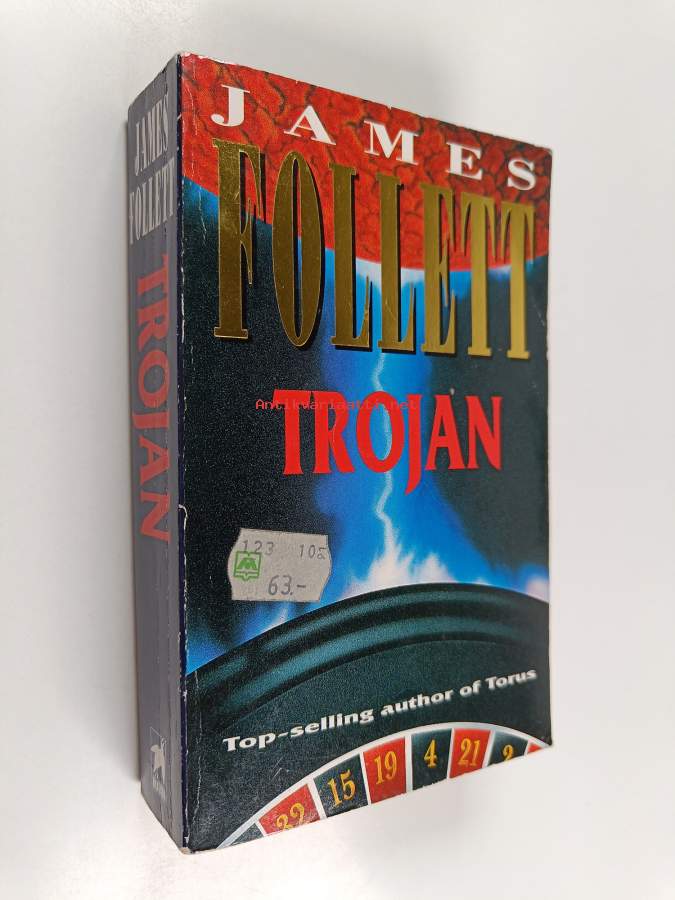 JAMES
FOLLETT
TROJAN
JAMES
FOLLETT
Antikvariaatti.net
TROJAN
123 105
63.-
Top-selling author of Torus
32 15 19 4 21 2